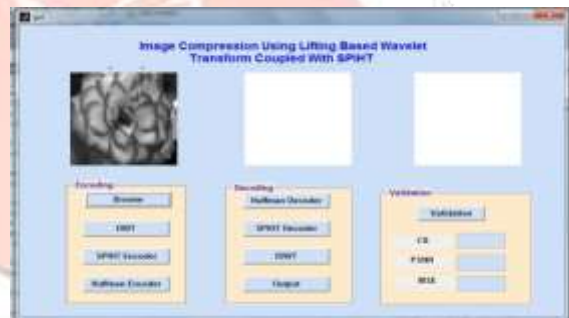 Image Compression Using Lifting Based Wavelet
Transform Coupled With SPIHT
Encoding
Browse
DWT
SPIHT Encoder
Huffman Encoder
Decoding
Huffman Decoder
SPIHT Decoder
IDWT
Output
Validation
Validation
CR
PSNR
MSE